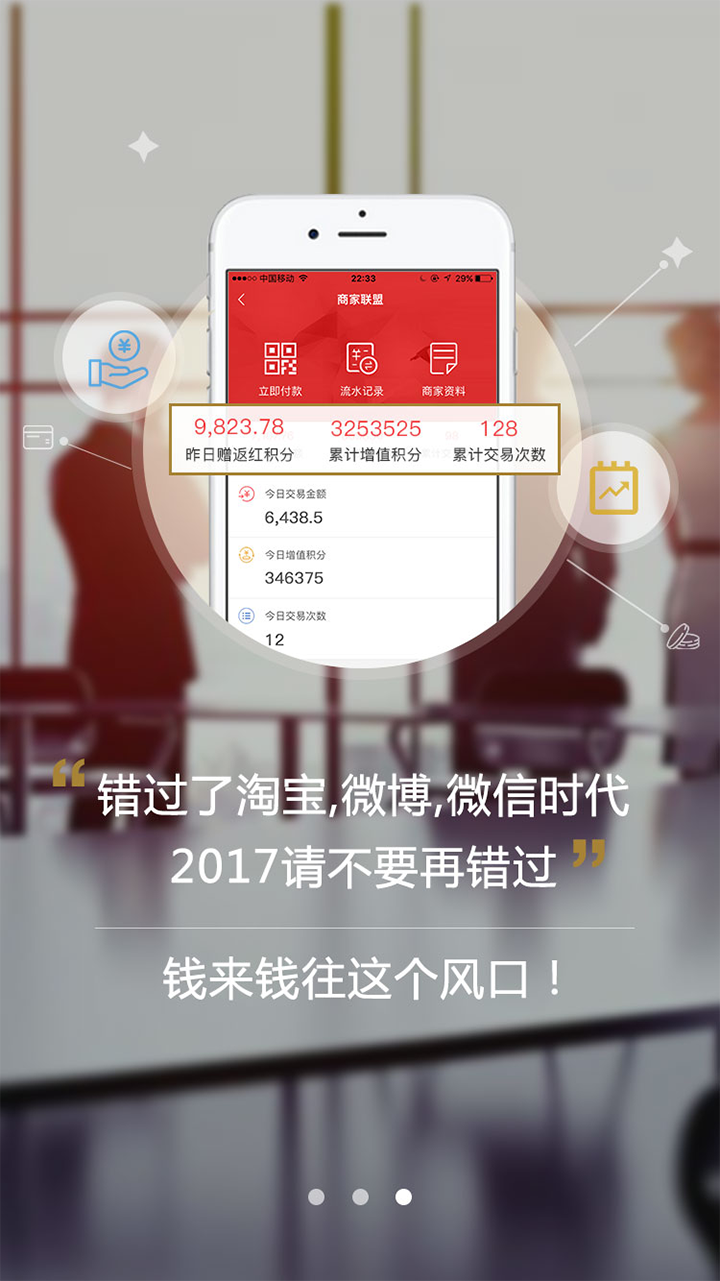 中国移动 22:33 29%
商家联盟
立即付款 流水记录 商家资料
9,823.78 3253525 128
昨日赠返红积分 累计增值积分 累计交易次数
今日交易金额
6,438.5
今日增值积分
346375
今日交易次数
12
“错过了淘宝,微博,微信时代
2017请不要再错过”
钱来钱往这个风口！